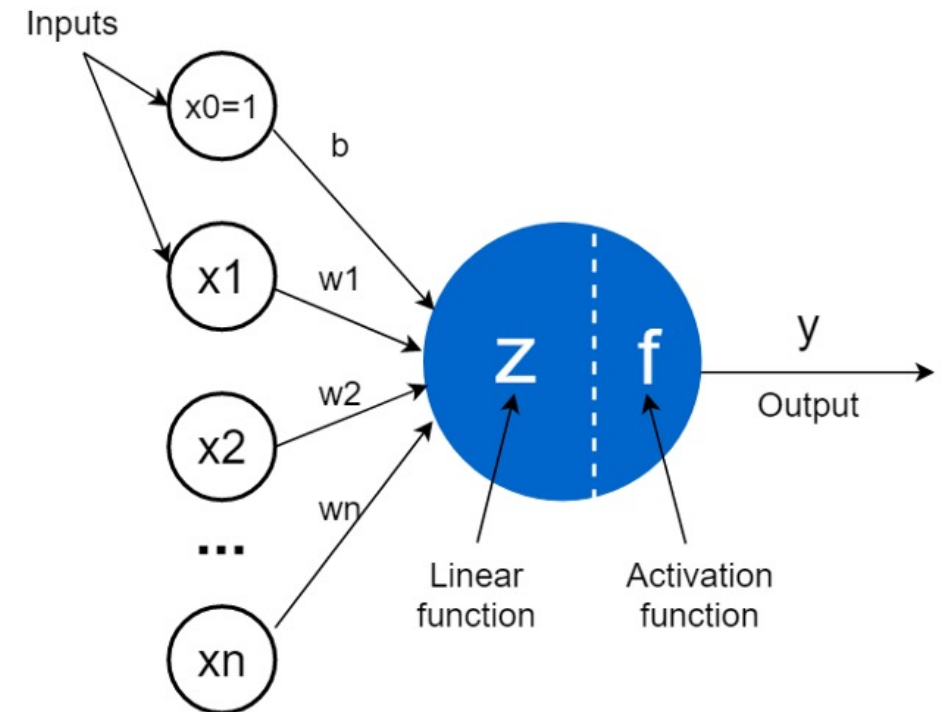 Inputs
x0=1
b
x1
w1
x2
w2
...
wn
xn
z
f
y
Output
Linear
function
Activation
function